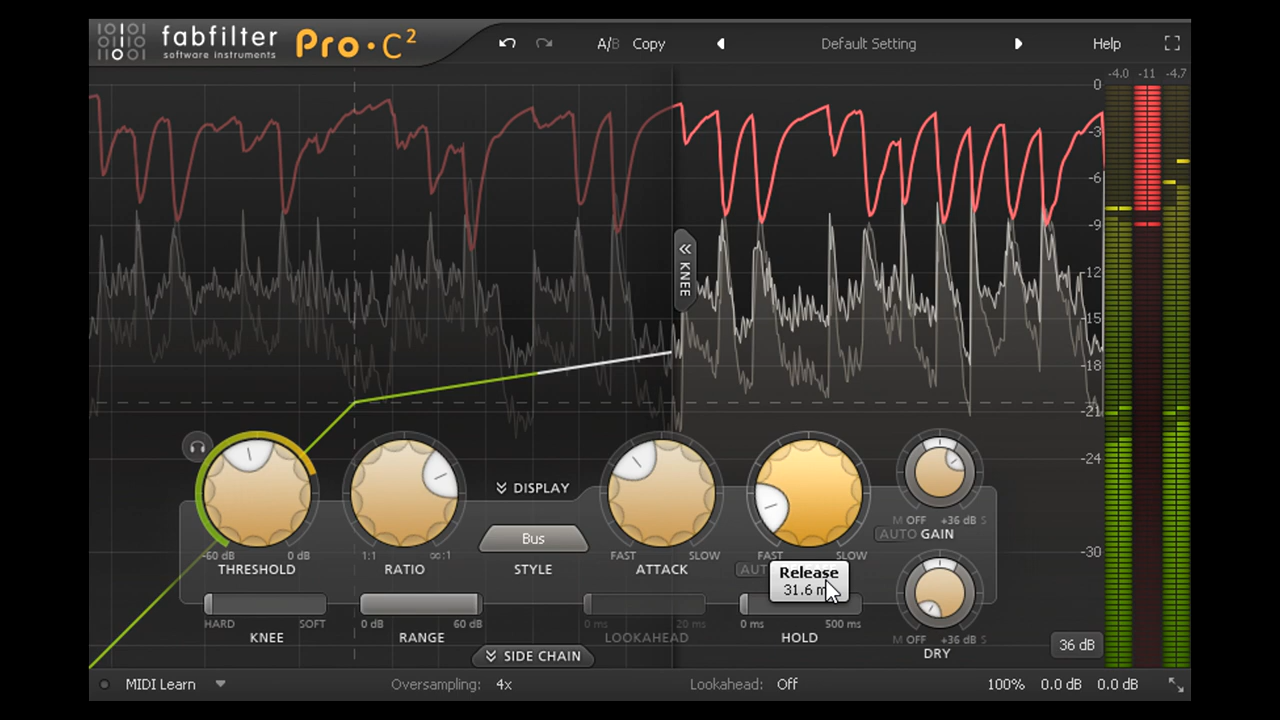 fabfilter
software instruments
Pro·C²
A/B Copy
Default Setting
Help
-4.0 -11 -4.7
0
-3
-6
-9
-12
-15
-18
-21
-24
-30
KNEE
DISPLAY
-60 dB 0 dB
THRESHOLD
1:1 ∞:1
RATIO
Bus
STYLE
FAST SLOW
ATTACK
FAST SLOW
Release
31.6
M OFF +36 dB S
AUTO GAIN
HARD SOFT
KNEE
0 dB 60 dB
RANGE
0 ms 20 ms
LOOKAHEAD
0 ms 500 ms
HOLD
M OFF +36 dB S
DRY
36 dB
SIDE CHAIN
MIDI Learn
Oversampling: 4x
Lookahead: Off
100% 0.0 dB 0.0 dB